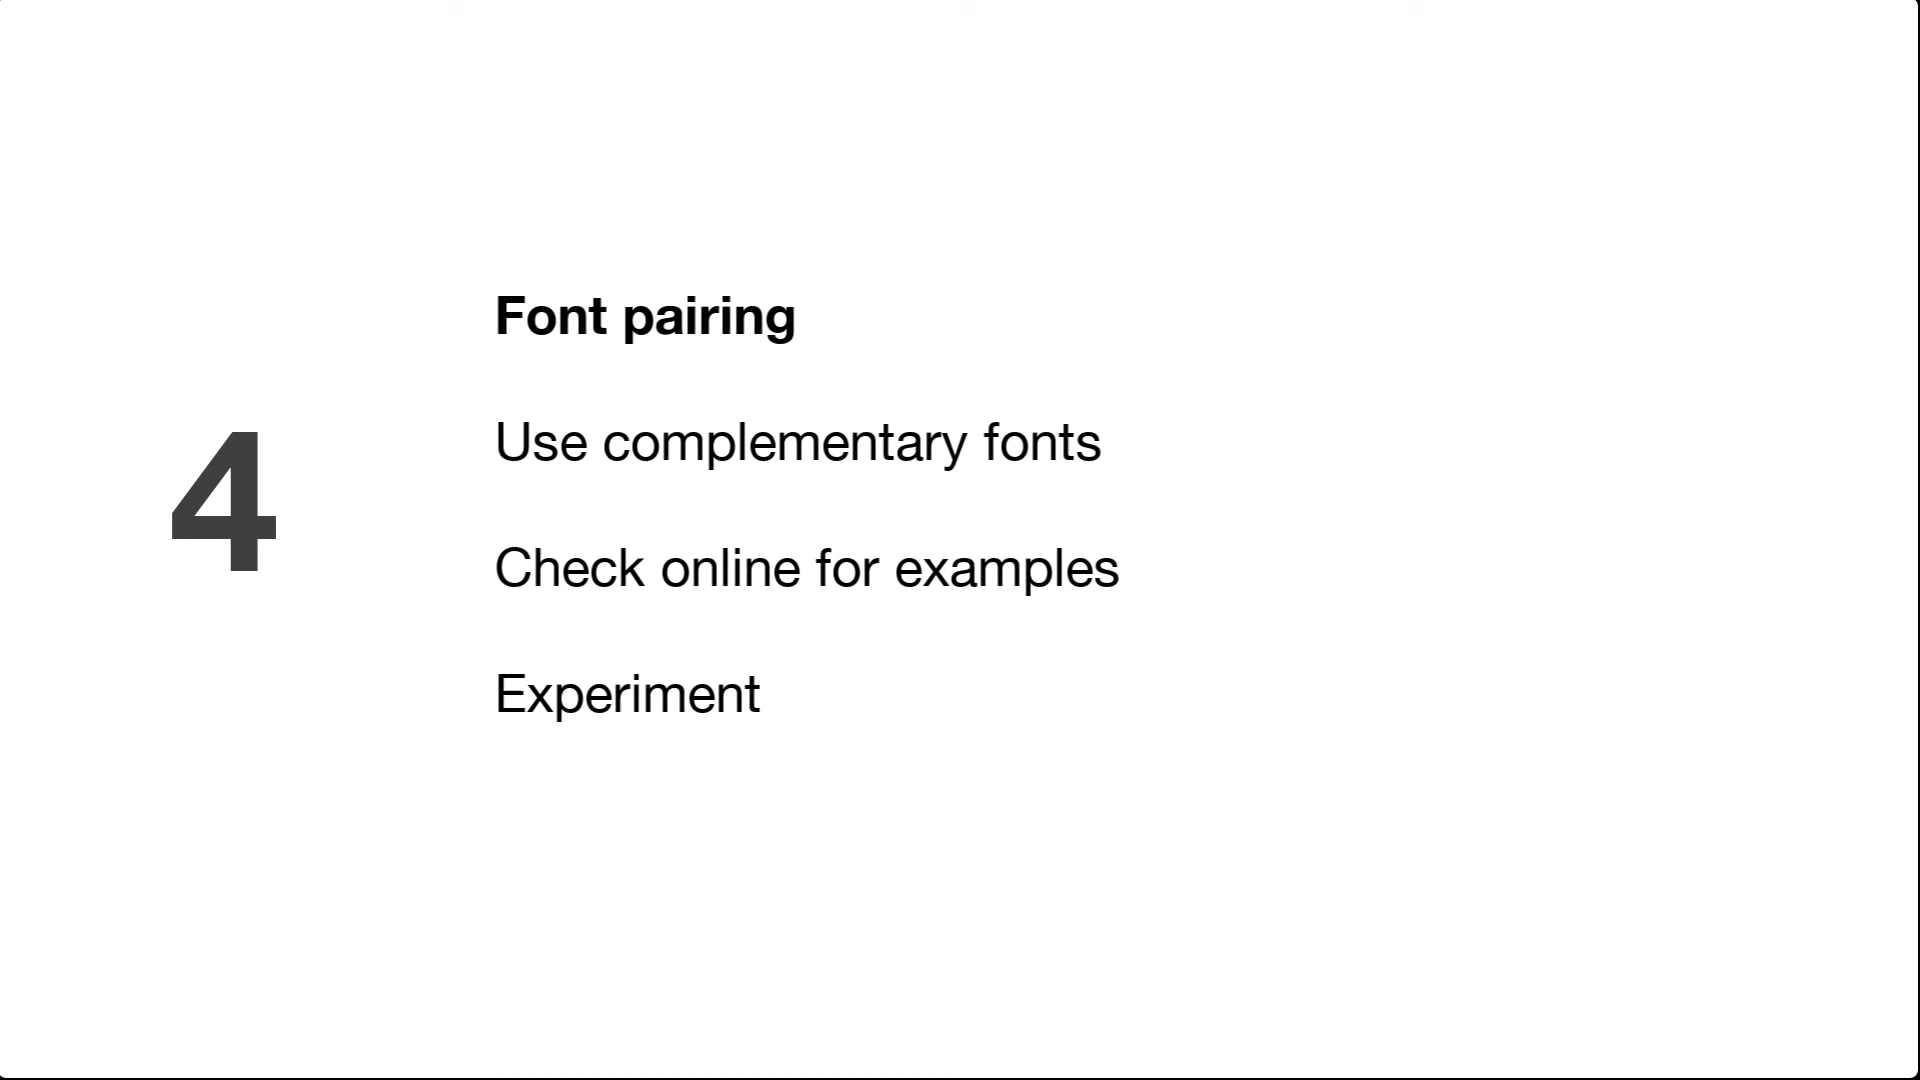 4
Font pairing
Use complementary fonts
Check online for examples
Experiment